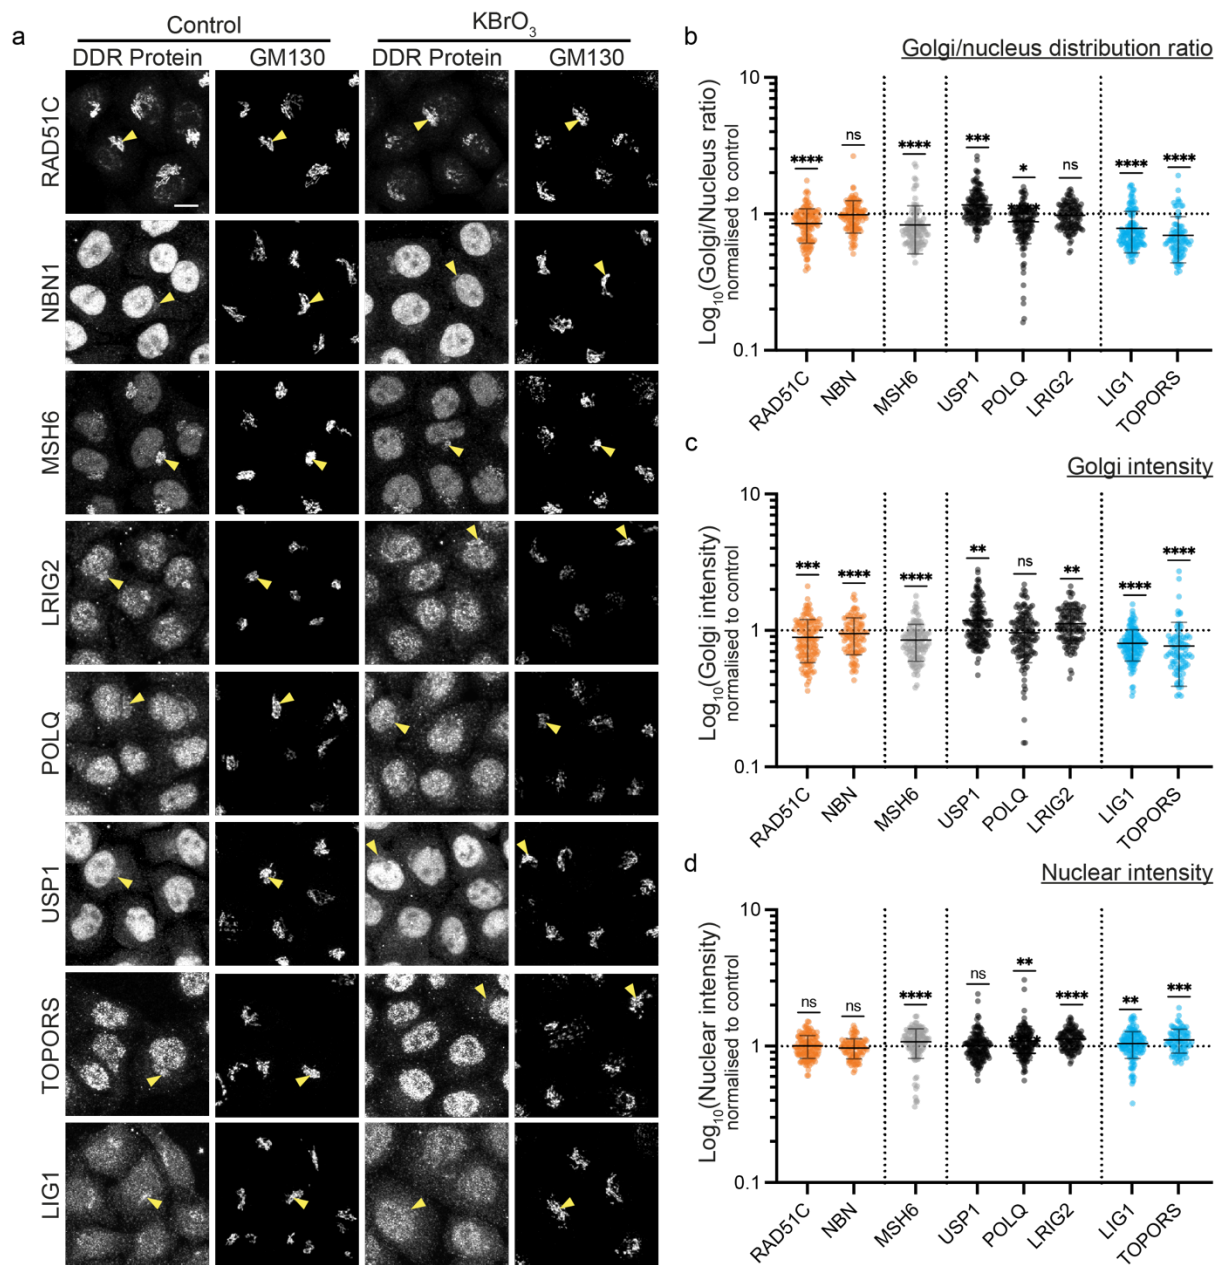 a
Control
KBrO3
DDR Protein
GM130
DDR Protein
GM130
RAD51C
NBN1
MSH6
LRIG2
POLQ
USP1
TOPORS
LIG1
b
Golgi/nucleus distribution ratio
Log10(Golgi/Nucleus ratio)
normalised to control
10
1
0.1
****
ns
****
***
*
ns
****
****
****
RAD51C
NBN
MSH6
USP1
POLQ
LRIG2
LIG1
TOPORS
c
Golgi intensity
Log10(Golgi intensity)
normalised to control
10
1
0.1
***
****
****
**
ns
**
****
****
RAD51C
NBN
MSH6
USP1
POLQ
LRIG2
LIG1
TOPORS
d
Nuclear intensity
Log10(Nuclear intensity)
normalised to control
10
1
0.1
ns
ns
****
ns
**
****
**
***
RAD51C
NBN
MSH6
USP1
POLQ
LRIG2
LIG1
TOPORS